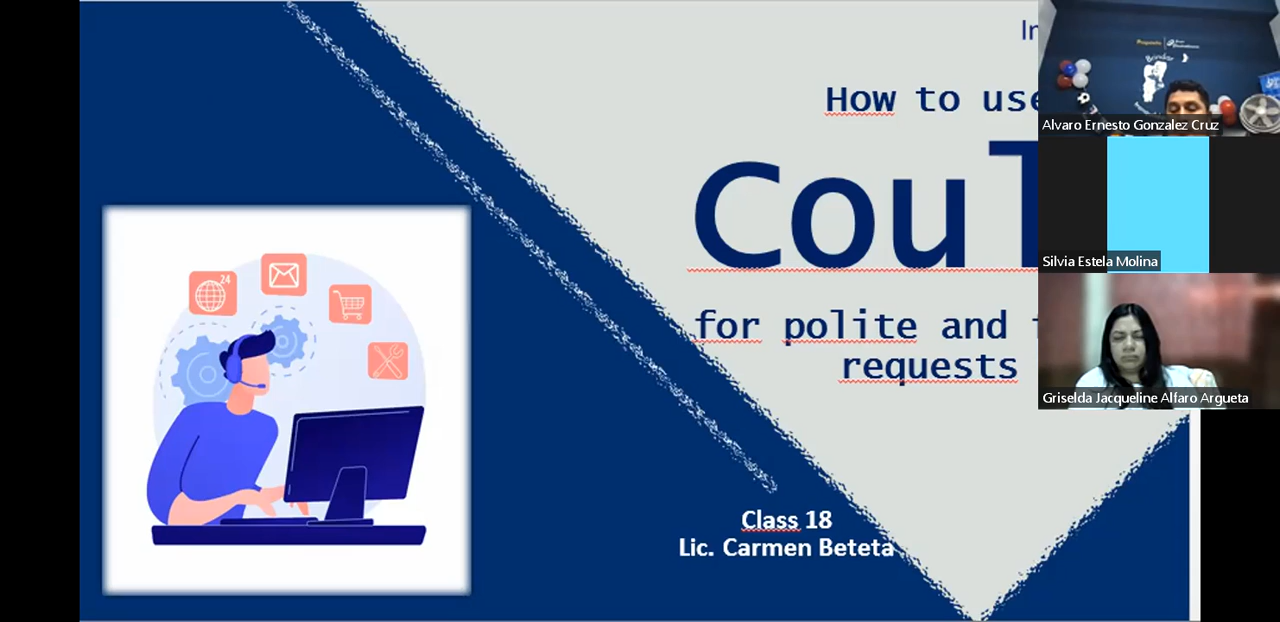 How to use
Coul
for polite and
requests
Class 18
Lic. Carmen Beteta
24
Alvaro Ernesto Gonzalez Cruz
Silvia Estela Molina
Griselda Jacqueline Alfaro Argueta